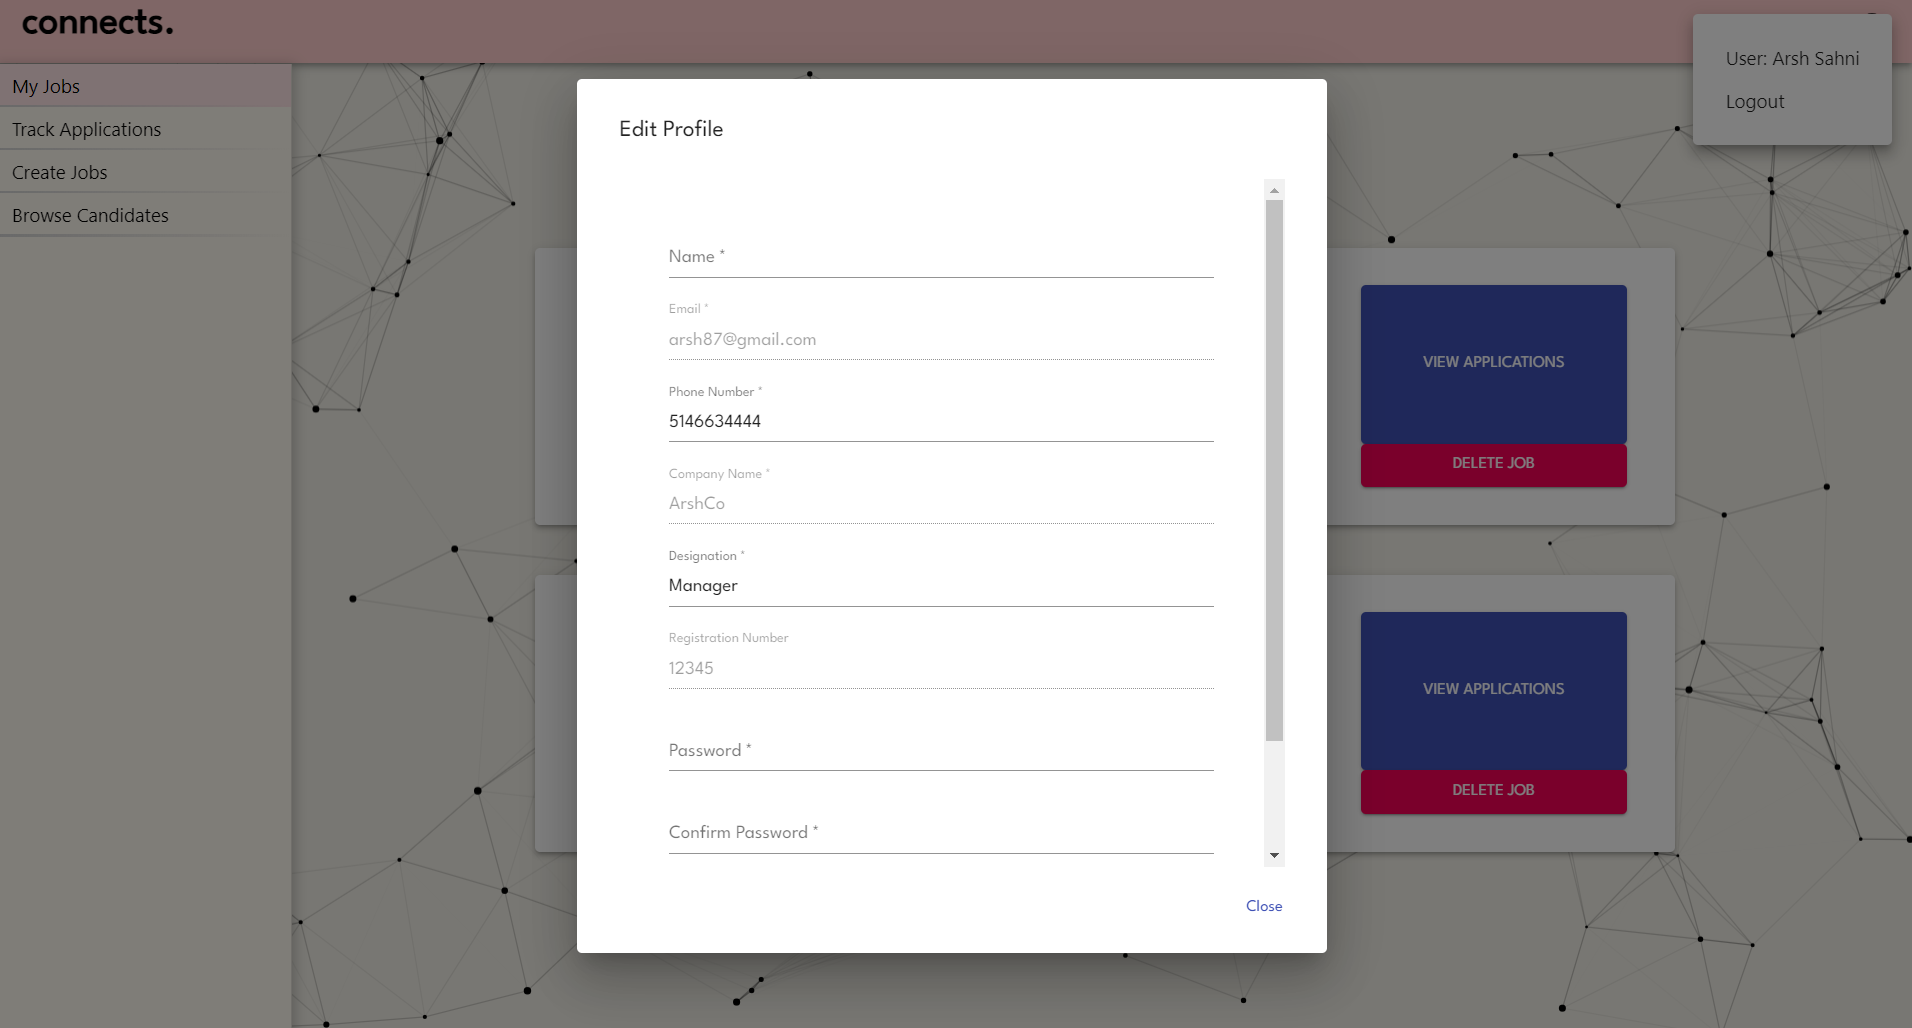 connects.
User: Arsh Sahni
Logout
My Jobs
Track Applications
Create Jobs
Browse Candidates
Edit Profile
Name *
Email *
arsh87@gmail.com
Phone Number *
5146634444
Company Name *
ArshCo
Designation *
Manager
Registration Number
12345
Password *
Confirm Password *
Close
VIEW APPLICATIONS
DELETE JOB
VIEW APPLICATIONS
DELETE JOB